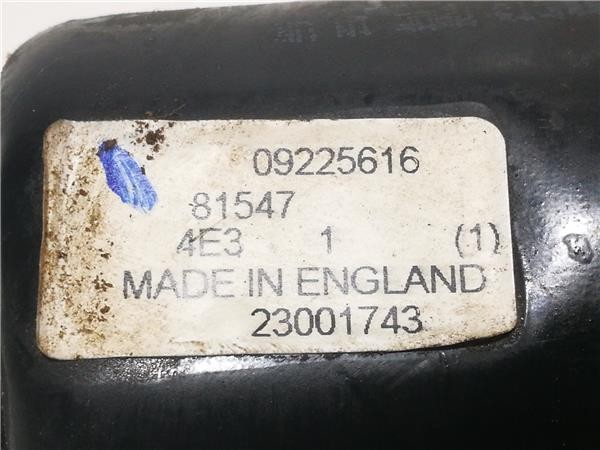 09225616
81547
4E3 1 (1)
MADE IN ENGLAND
23001743